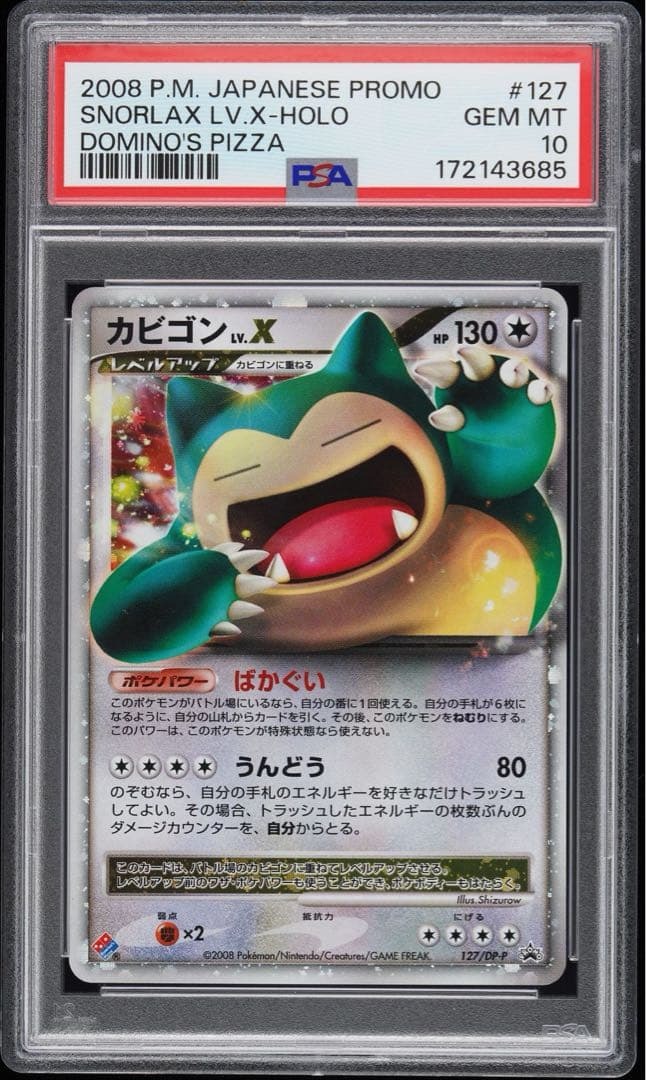 2008 P.M. JAPANESE PROMO #127
SNORLAX LV.X-HOLO GEM MT
DOMINO'S PIZZA 10
PSA 172143685
カビゴン LV.X HP 130
レベルアップ カビゴンに重ねる
ポケパワー ばかぐい
このポケモンがバトル場にいるなら、自分の番に1回使える。自分の手札が6枚に
なるように、自分の山札からカードを引く。その後、このポケモンをねむりにする。
このパワーは、このポケモンが特殊状態なら使えない。
うんどう 80
のぞむなら、自分の手札のエネルギーを好きなだけトラッシュ
してよい。その場合、トラッシュしたエネルギーの枚数ぶんの
ダメージカウンターを、自分からとる。
このカードは、バトル場のカビゴンに重ねてレベルアップさせる。
レベルアップ前のワザ・ポケパワーも使うことができ、ポケボディーもはたらく。
Illus.Shizurow
弱点 抵抗力 にげる
×2
©2008 Pokémon/Nintendo/Creatures/GAME FREAK. 127/DP-P
PSA